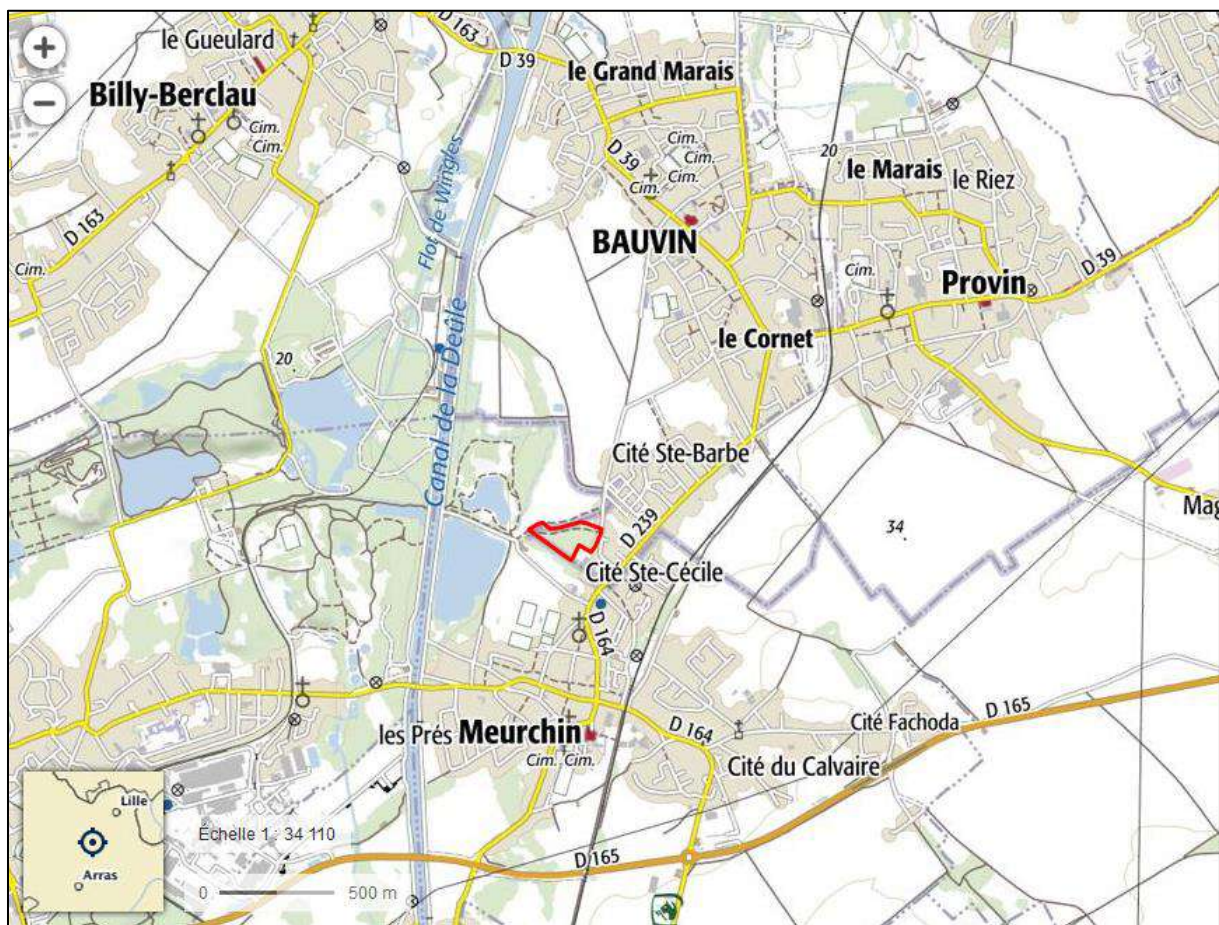 D 163
le Gueulard
D 39
le Grand Marais
Billy-Berclau
Cim.
Cim.
Flot de Wingles
D 39
Cim.
Cim.
Cim.
Cim.
20
le Marais
le Riez
D 163
BAUVIN
Cim.
Cim.
Provin
D 39
le Cornet
20
Canal de la Deûle
Cité Ste-Barbe
Mag
D 239
34
Cité Ste-Cécile
D 164
les Prés
Meurchin
D 164
Cité Fachoda
D 165
Cim.
Cim.
Cité du Calvaire
Lille
Arras
Échelle 1 : 34 110
0
500 m
D 165